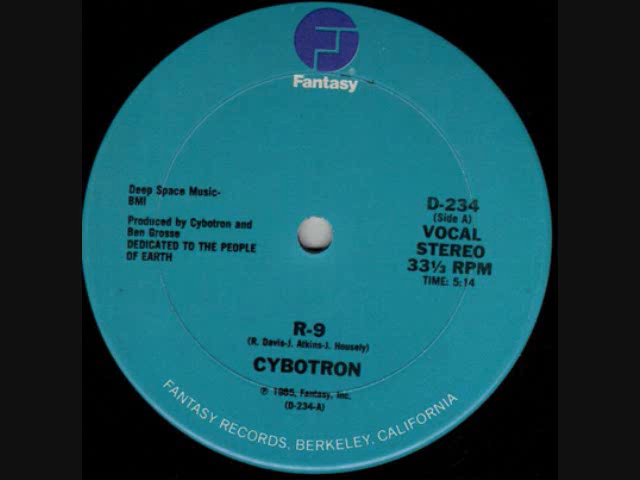 Fantasy
Deep Space Music-
BMI
Produced by Cybotron and
Ben Grosse
DEDICATED TO THE PEOPLE
OF EARTH
D-234
(Side A)
VOCAL
STEREO
33⅓ RPM
TIME: 5:14
R-9
(R. Davis-J. Atkins-J. Housely)
CYBOTRON
℗ 1985, Fantasy, Inc.
(D-234-A)
FANTASY RECORDS, BERKELEY, CALIFORNIA